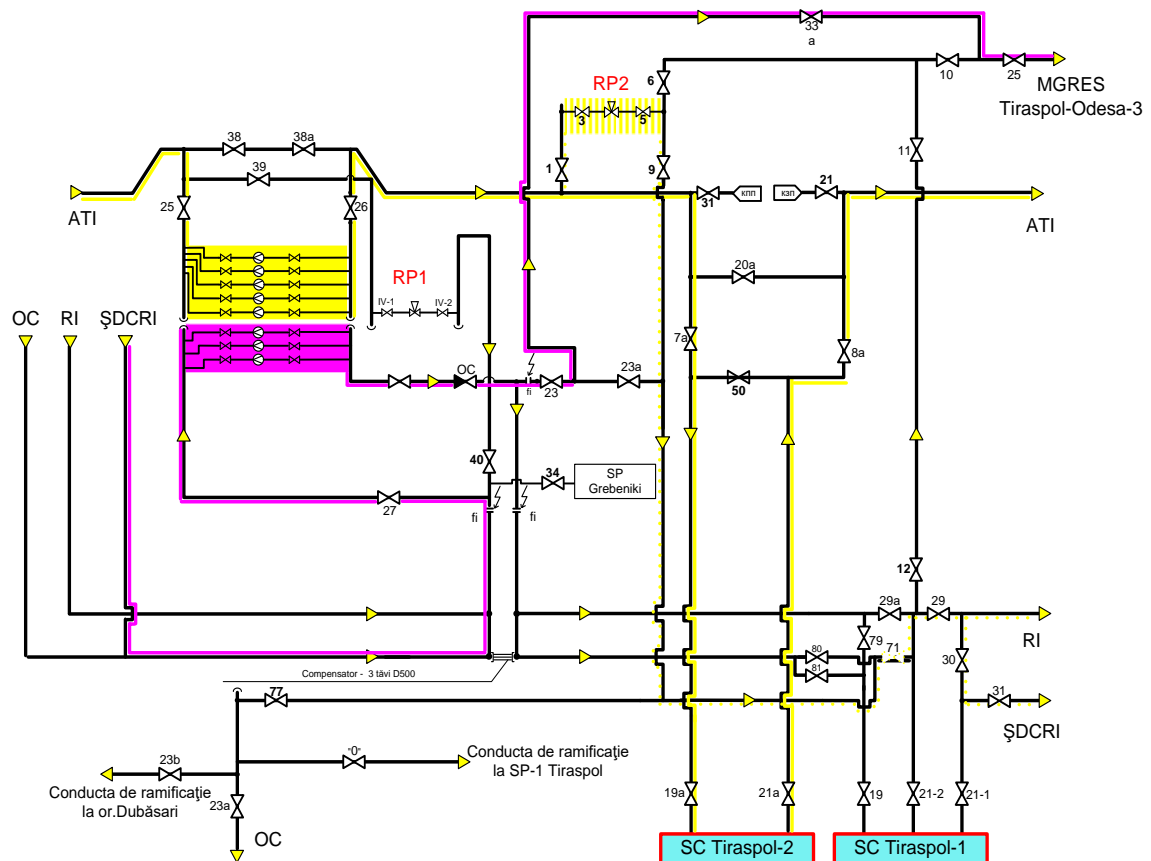 33
a
6
10
25
MGRES
Tiraspol-Odesa-3
RP2
3
5
38
38a
11
39
1
9
31
кпп
кзп
21
ATI
25
26
ATI
20a
RP1
IV-1
IV-2
OC
RI
ŞDCRI
7a
8a
OC
fi
23
23a
50
40
34
SP
Grebeniki
27
fi
fi
12
29a
29
RI
79
80
71
30
81
Compensator - 3 tăvi D500
77
31
ŞDCRI
"0"
Conducta de ramificaţie
la SP-1 Tiraspol
23b
Conducta de ramificaţie
la or.Dubăsari
23a
OC
19a
21a
19
21-2
21-1
SC Tiraspol-2
SC Tiraspol-1